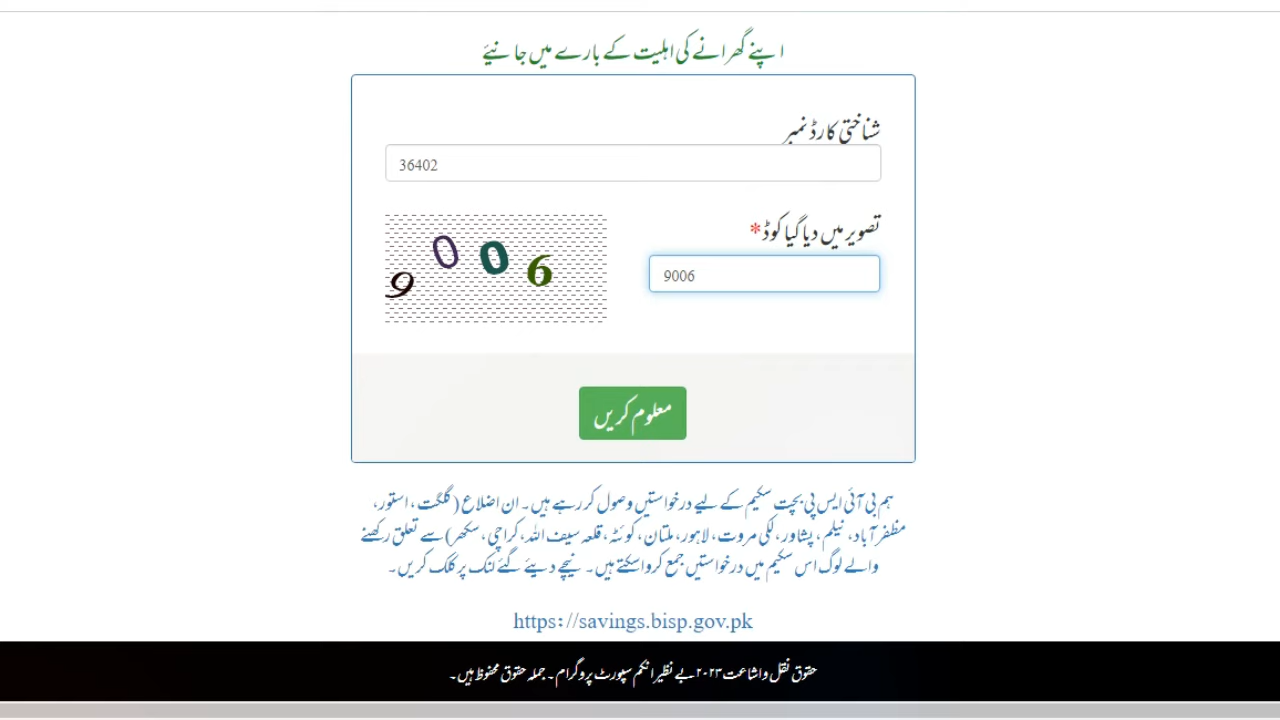 اپنے گھرانے کی اہلیت کے بارے میں جانیئے
شناختی کارڈ نمبر
36402
تصویر میں دیا گیا کوڈ*
9006
9006
معلوم کریں
ہم بی آئی ایس پی بچت سکیم کے لیے درخواستیں وصول کر رہے ہیں۔ ان اضلاع (گلگت، استور،
مظفر آباد، نیلم، پشاور، لکی مروت، لاہور، ملتان، کوئٹہ، قلعہ سیف اللہ، کراچی، سکھر) سے تعلق رکھنے
والے لوگ اس سکیم میں درخواستیں جمع کرواسکتے ہیں۔ نیچے دیئے گئے لنک پر کلک کریں۔
https://savings.bisp.gov.pk
حقوق نقل و اشاعت ۲۰۲۳ بے نظیر انکم سپورٹ پروگرام۔ جملہ حقوق محفوظ ہیں۔